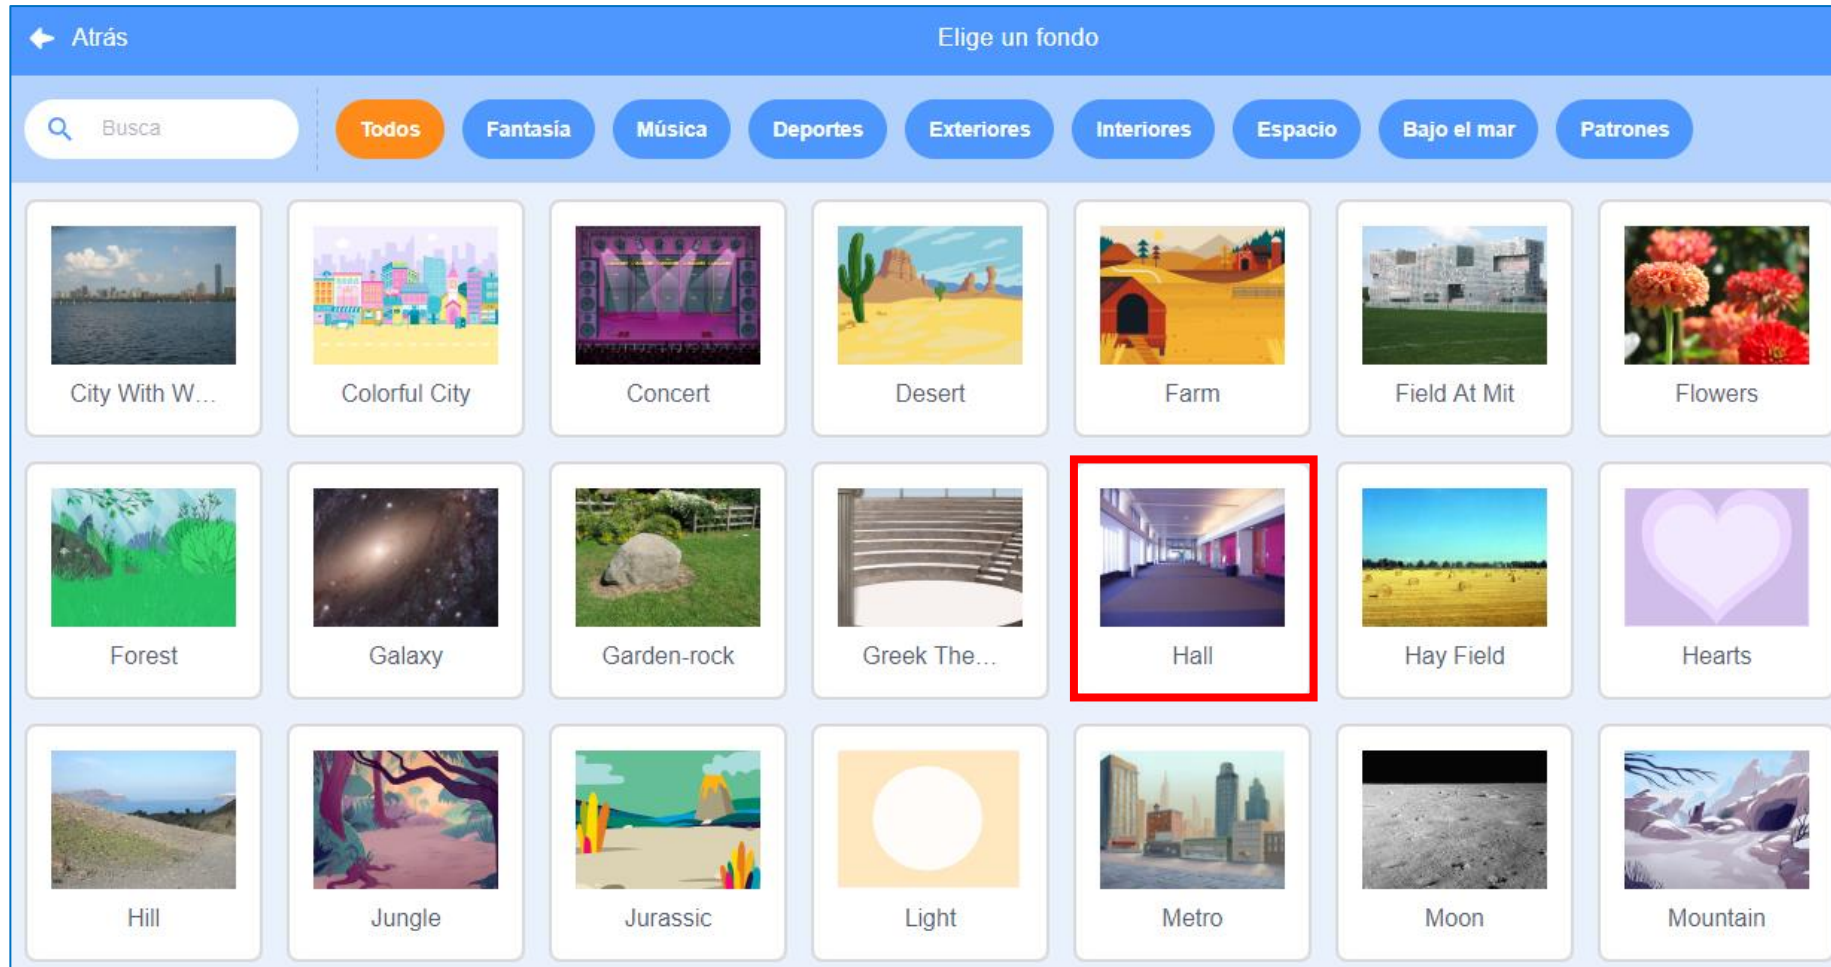 Atrás
Elige un fondo
Busca
Todos
Fantasía
Música
Deportes
Exteriores
Interiores
Espacio
Bajo el mar
Patrones
City With W...
Colorful City
Concert
Desert
Farm
Field At Mit
Flowers
Forest
Galaxy
Garden-rock
Greek The...
Hall
Hay Field
Hearts
Hill
Jungle
Jurassic
Light
Metro
Moon
Mountain